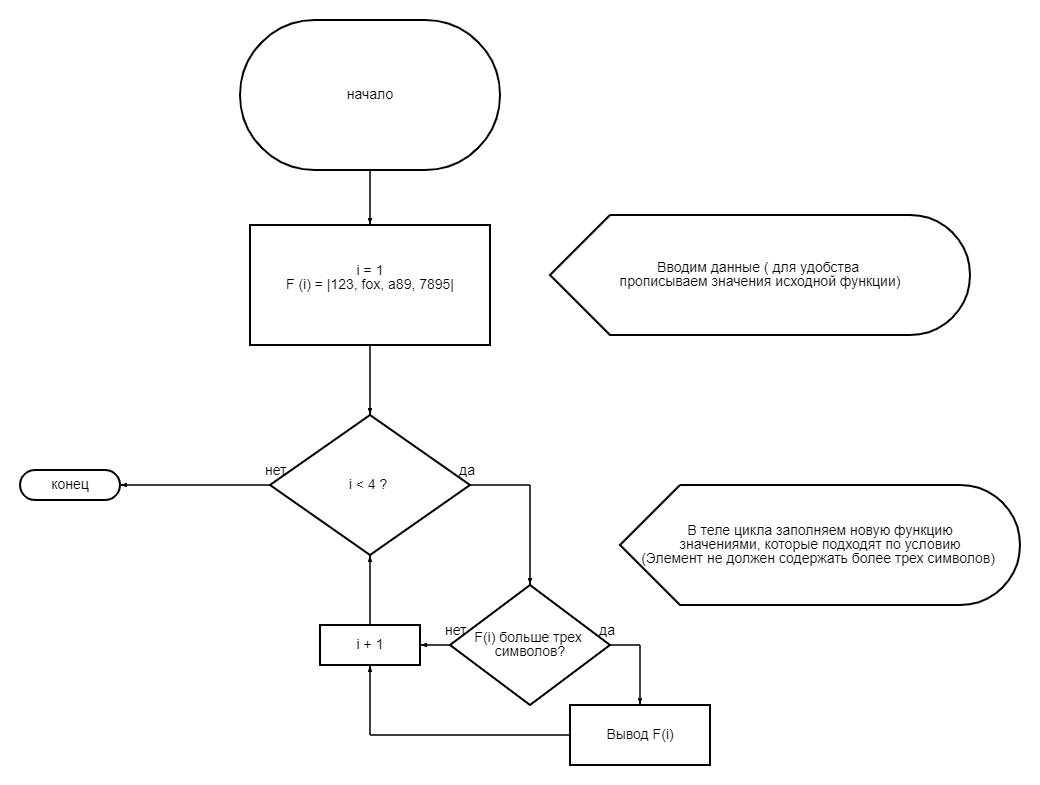 начало
i = 1
F (i) = |123, fox, a89, 7895|
Вводим данные ( для удобства
прописываем значения исходной функции)
нет
i < 4 ?
да
конец
В теле цикла заполняем новую функцию
значениями, которые подходят по условию
(Элемент не должен содержать более трех символов)
i + 1
нет
F(i) больше трех
символов?
да
Вывод F(i)